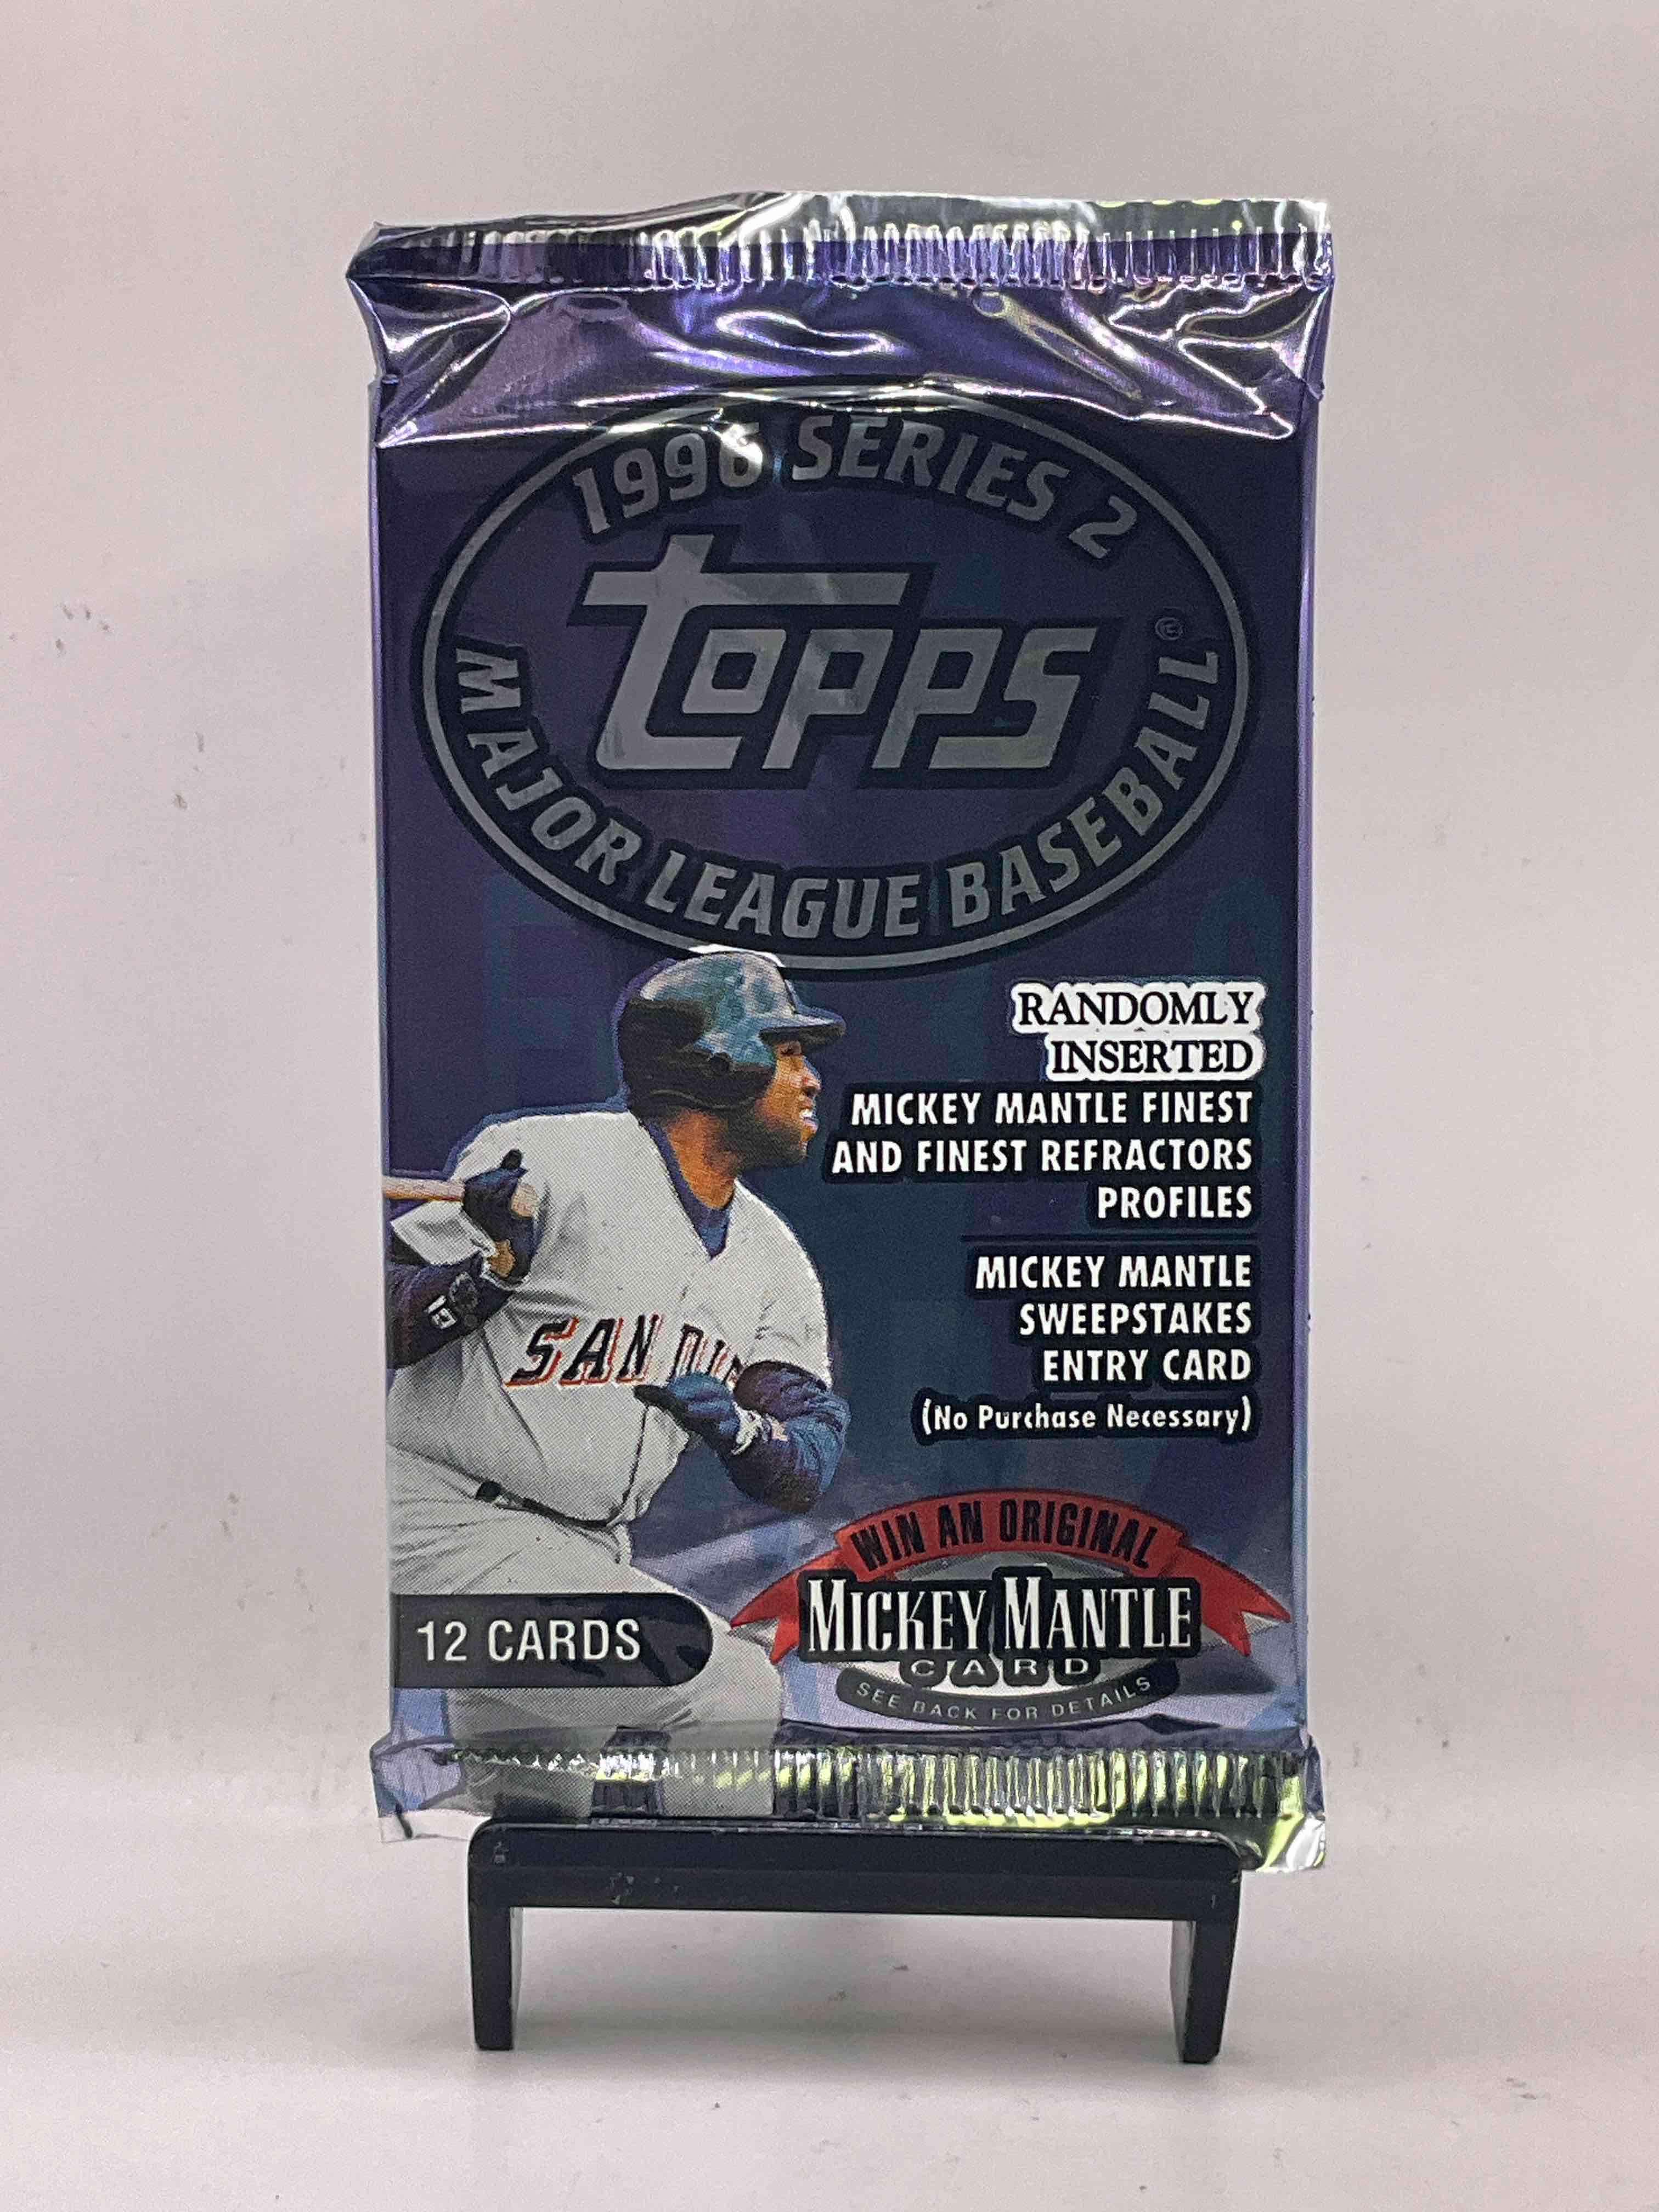 1996 SERIES 2
topps
®
MAJOR LEAGUE BASEBALL
RANDOMLY
INSERTED
MICKEY MANTLE FINEST
AND FINEST REFRACTORS
PROFILES
MICKEY MANTLE
SWEEPSTAKES
ENTRY CARD
(No Purchase Necessary)
SAN DIE
WIN AN ORIGINAL
MICKEY MANTLE
CARD
SEE BACK FOR DETAILS
12 CARDS